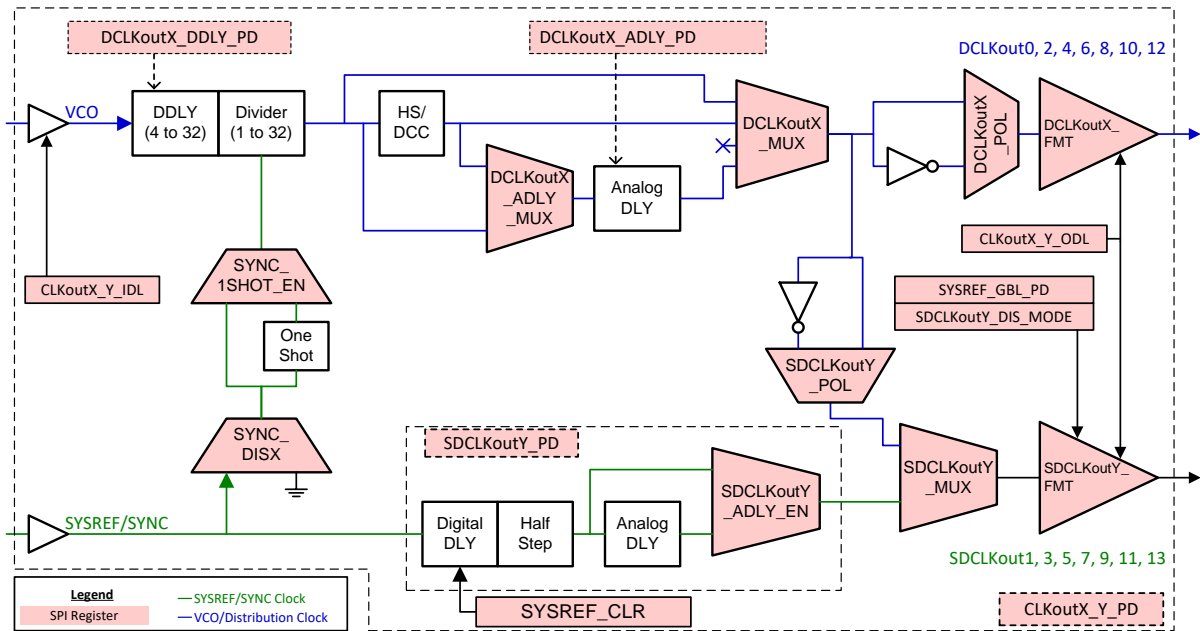 DCLKoutX_DDLY_PD
DCLKoutX_ADLY_PD
DCLKout0, 2, 4, 6, 8, 10, 12
VCO
DDLY
(4 to 32)
Divider
(1 to 32)
HS/
DCC
DCLKoutX
_ADLY
_MUX
Analog
DLY
DCLKoutX
_MUX
DCLKoutX
_POL
DCLKoutX_
FMT
CLKoutX_Y_ODL
CLKoutX_Y_IDL
SYNC_
1SHOT_EN
One
Shot
SYNC_
DISX
SYSREF_GBL_PD
SDCLKoutY_DIS_MODE
SDCLKoutY
_POL
SDCLKoutY_PD
SYSREF/SYNC
Digital
DLY
Half
Step
Analog
DLY
SDCLKoutY
_ADLY_EN
SDCLKoutY
_MUX
SDCLKoutY_
FMT
SDCLKout1, 3, 5, 7, 9, 11, 13
SYSREF_CLR
CLKoutX_Y_PD
Legend
SPI Register
SYSREF/SYNC Clock
VCO/Distribution Clock